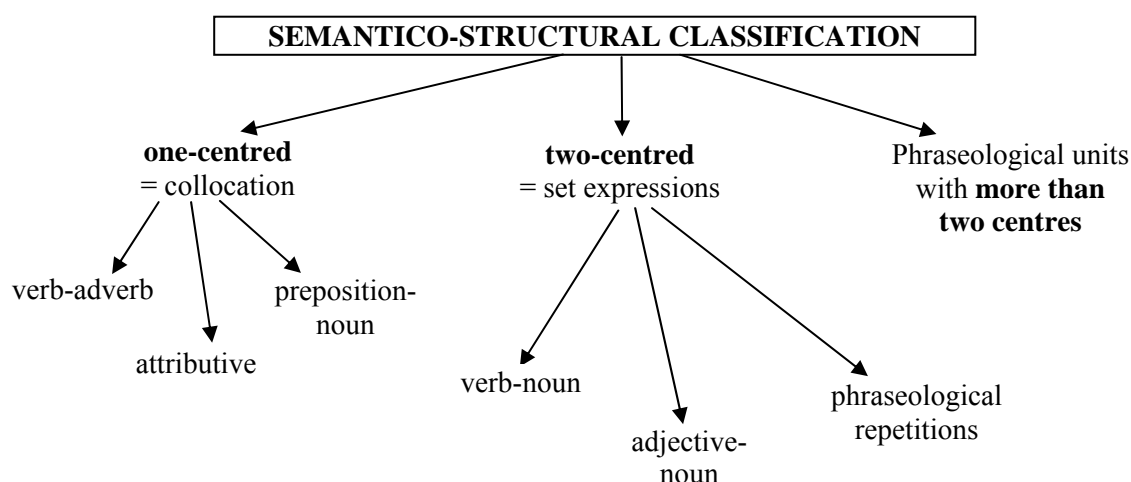 SEMANTICO-STRUCTURAL CLASSIFICATION
one-centred
= collocation
two-centred
= set expressions
Phraseological units
with more than
two centres
verb-adverb
attributive
preposition-
noun
verb-noun
adjective-
noun
phraseological
repetitions